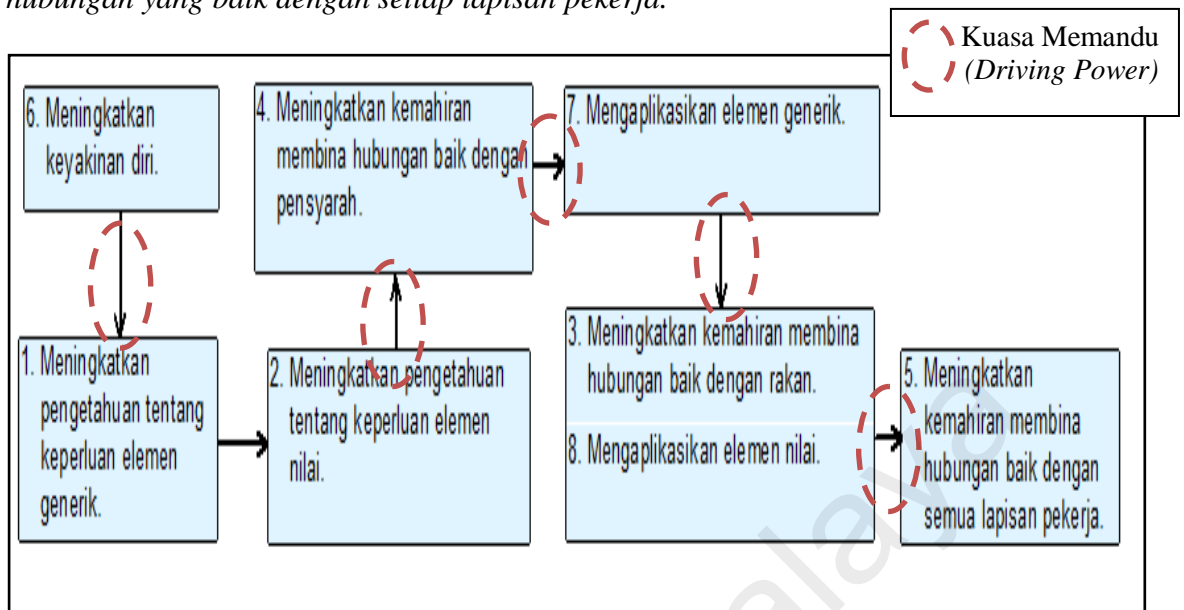 hubungan yang baik dengan setiap lapisan pekerja.
Kuasa Memandu
(Driving Power)
6. Meningkatkan
keyakinan diri.
4. Meningkatkan kemahiran
membina hubungan baik dengan
pensyarah.
7. Mengaplikasikan elemen generik.
1. Meningkatkan
pengetahuan tentang
keperluan elemen
generik.
2. Meningkatkan pengetahuan
tentang keperluan elemen
nilai.
3. Meningkatkan kemahiran membina
hubungan baik dengan rakan.
8. Mengaplikasikan elemen nilai.
5. Meningkatkan
kemahiran membina
hubungan baik dengan
semua lapisan pekerja.